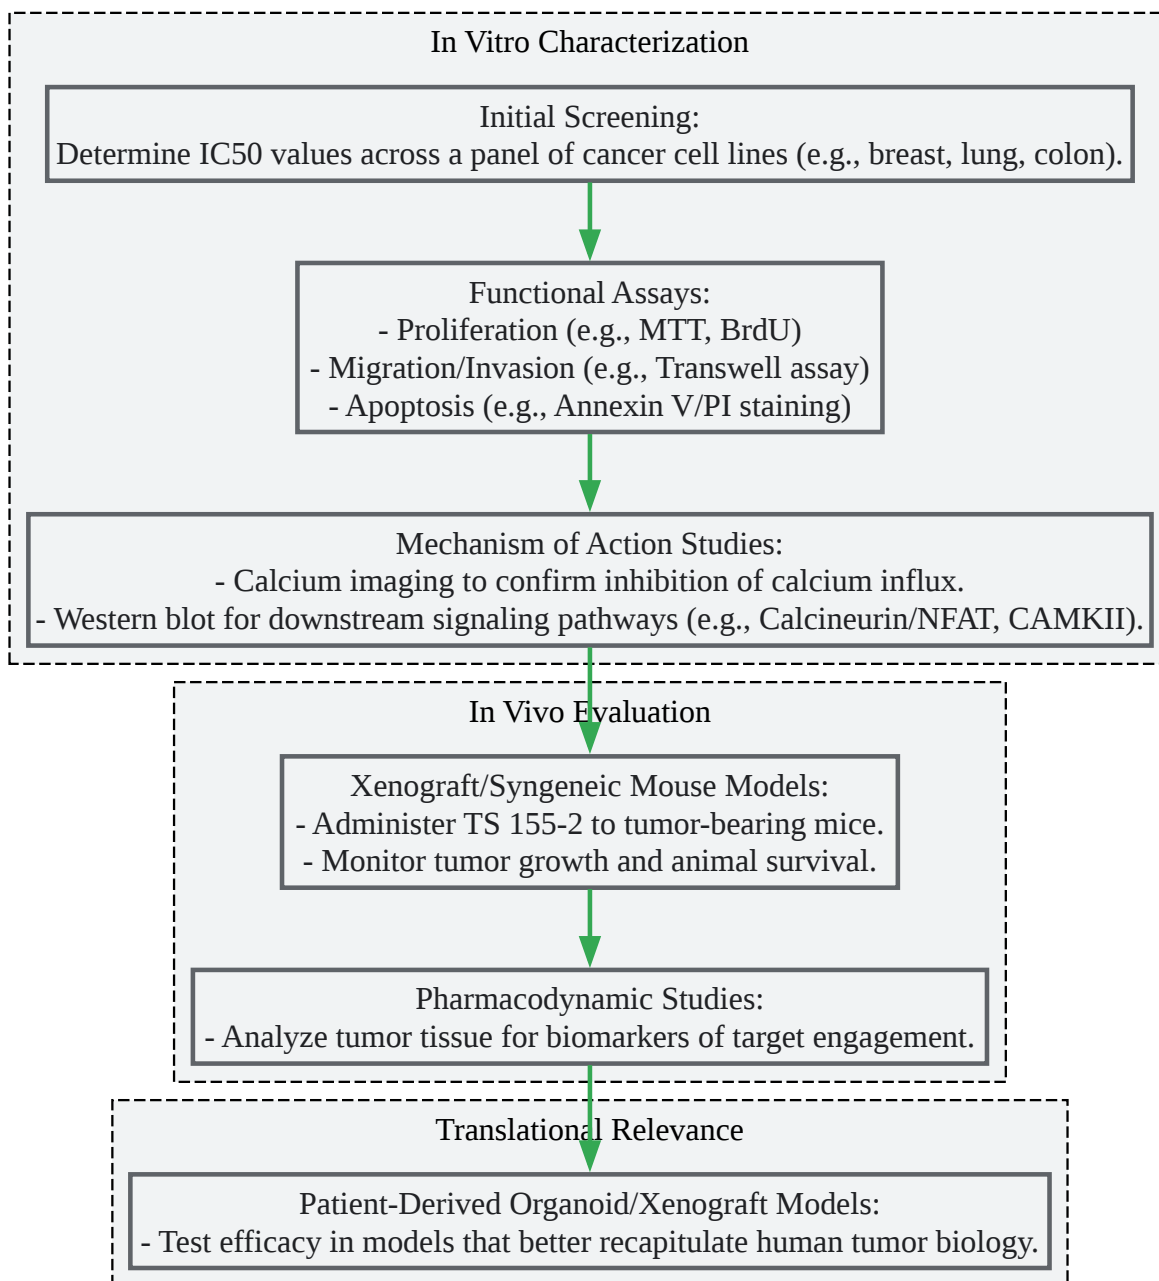 In Vitro Characterization
Initial Screening:
Determine IC50 values across a panel of cancer cell lines (e.g., breast, lung, colon).
Functional Assays:
- Proliferation (e.g., MTT, BrdU)
- Migration/Invasion (e.g., Transwell assay)
- Apoptosis (e.g., Annexin V/PI staining)
Mechanism of Action Studies:
- Calcium imaging to confirm inhibition of calcium influx.
- Western blot for downstream signaling pathways (e.g., Calcineurin/NFAT, CAMKII).
In Vivo Evaluation
Xenograft/Syngeneic Mouse Models:
- Administer TS 155-2 to tumor-bearing mice.
- Monitor tumor growth and animal survival.
Pharmacodynamic Studies:
- Analyze tumor tissue for biomarkers of target engagement.
Translational Relevance
Patient-Derived Organoid/Xenograft Models:
- Test efficacy in models that better recapitulate human tumor biology.